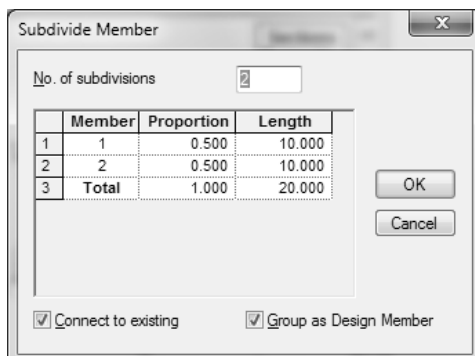 Subdivide Member
No. of subdivisions 2
Member Proportion Length
1 1 0.500 10.000
2 2 0.500 10.000
3 Total 1.000 20.000
OK
Cancel
Connect to existing Group as Design Member